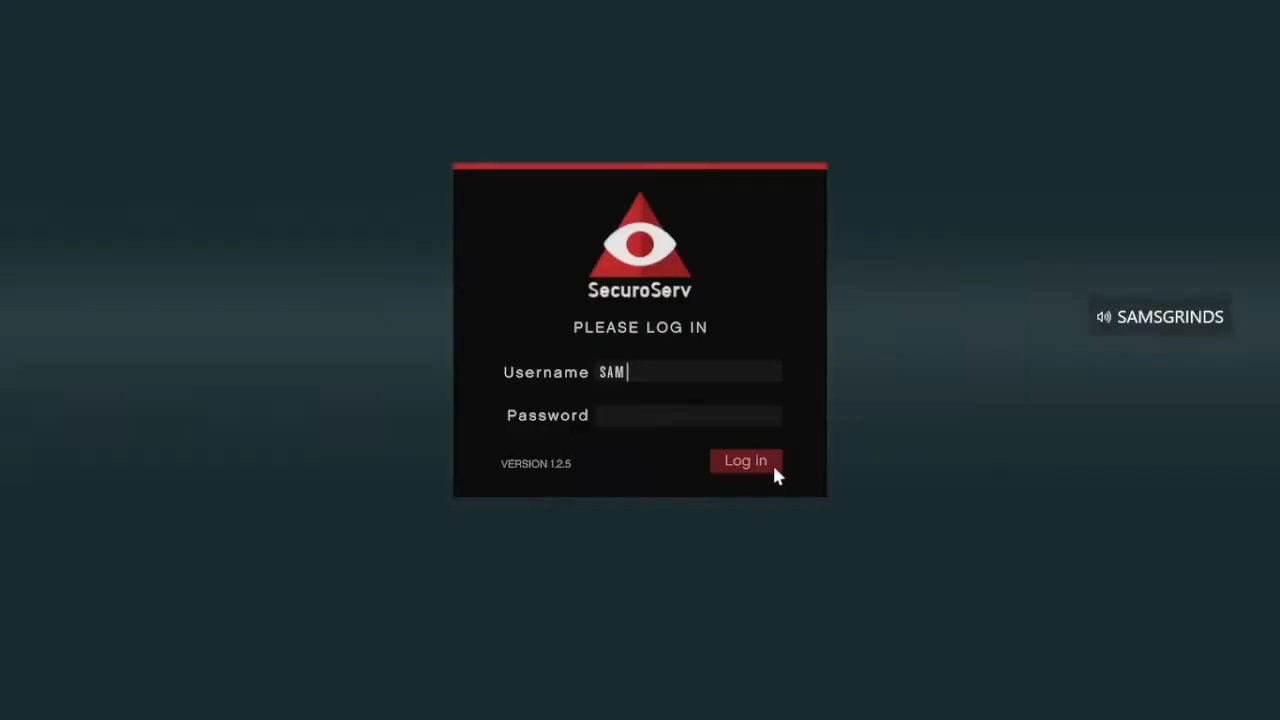 SecuroServ
PLEASE LOG IN
SAMSGRINDS
Username SAM
Password
VERSION 1.2.5 Log in